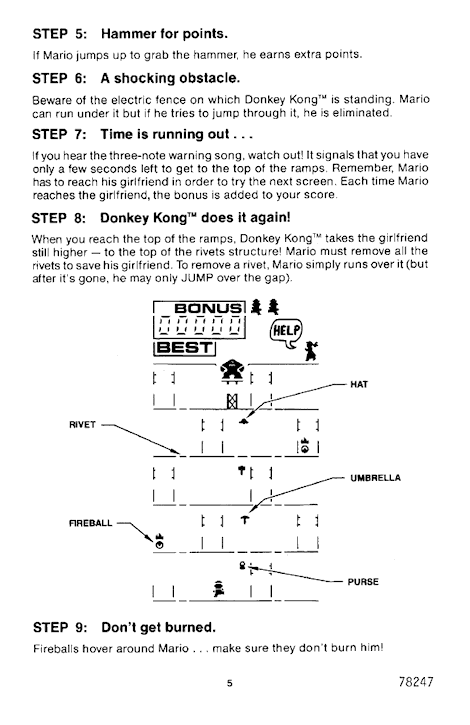 STEP 5: Hammer for points.
If Mario jumps up to grab the hammer, he earns extra points.
STEP 6: A shocking obstacle.
Beware of the electric fence on which Donkey Kong™ is standing. Mario
can run under it but if he tries to jump through it, he is eliminated.
STEP 7: Time is running out . . .
If you hear the three-note warning song, watch out! It signals that you have
only a few seconds left to get to the top of the ramps. Remember, Mario
has to reach his girlfriend in order to try the next screen. Each time Mario
reaches the girlfriend, the bonus is added to your score.
STEP 8: Donkey Kong™ does it again!
When you reach the top of the ramps, Donkey Kong™ takes the girlfriend
still higher — to the top of the rivets structure! Mario must remove all the
rivets to save his girlfriend. To remove a rivet, Mario simply runs over it (but
after it's gone, he may only JUMP over the gap).
BONUS
00000
HELP
BEST
HAT
RIVET
UMBRELLA
FIREBALL
PURSE
STEP 9: Don't get burned.
Fireballs hover around Mario . . . make sure they don't burn him!
5
78247